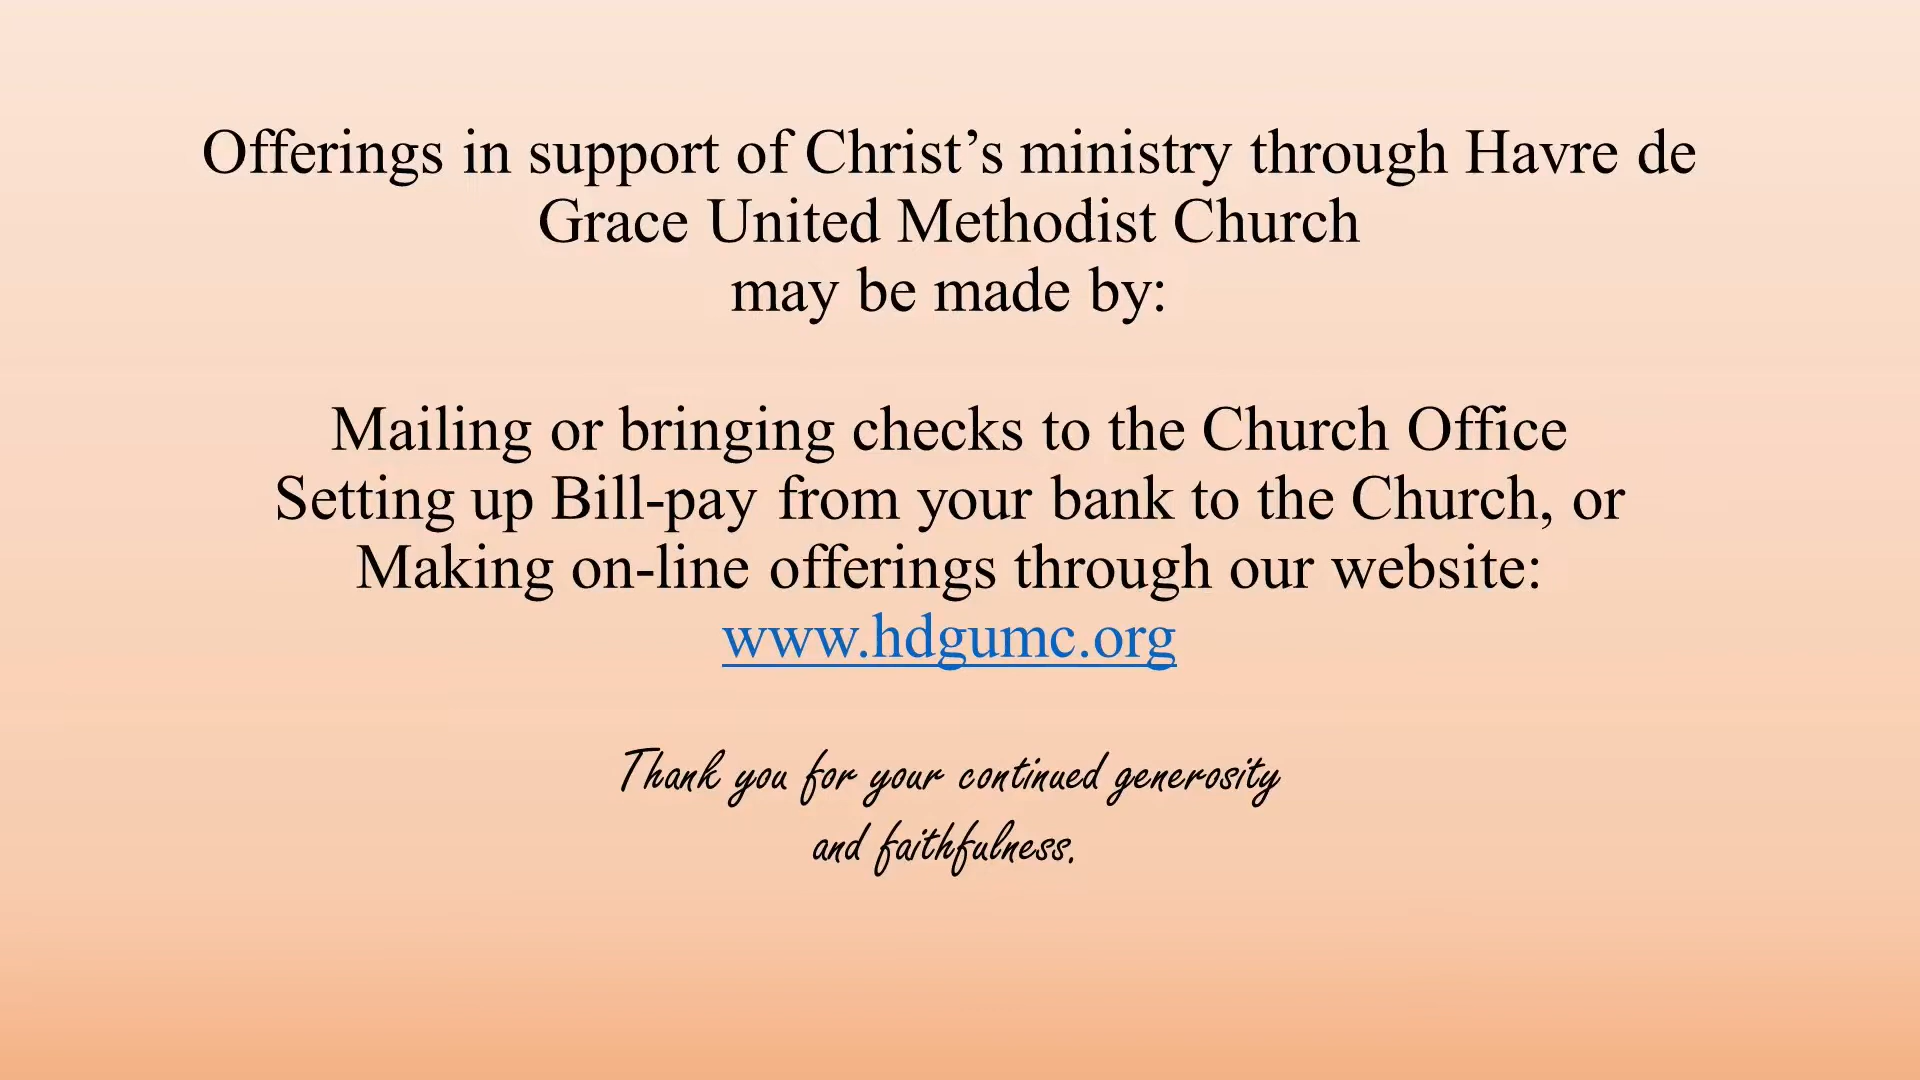 Offerings in support of Christ’s ministry through Havre de
Grace United Methodist Church
may be made by:
Mailing or bringing checks to the Church Office
Setting up Bill-pay from your bank to the Church, or
Making on-line offerings through our website:
www.hdgumc.org
Thank you for your continued generosity
and faithfulness.